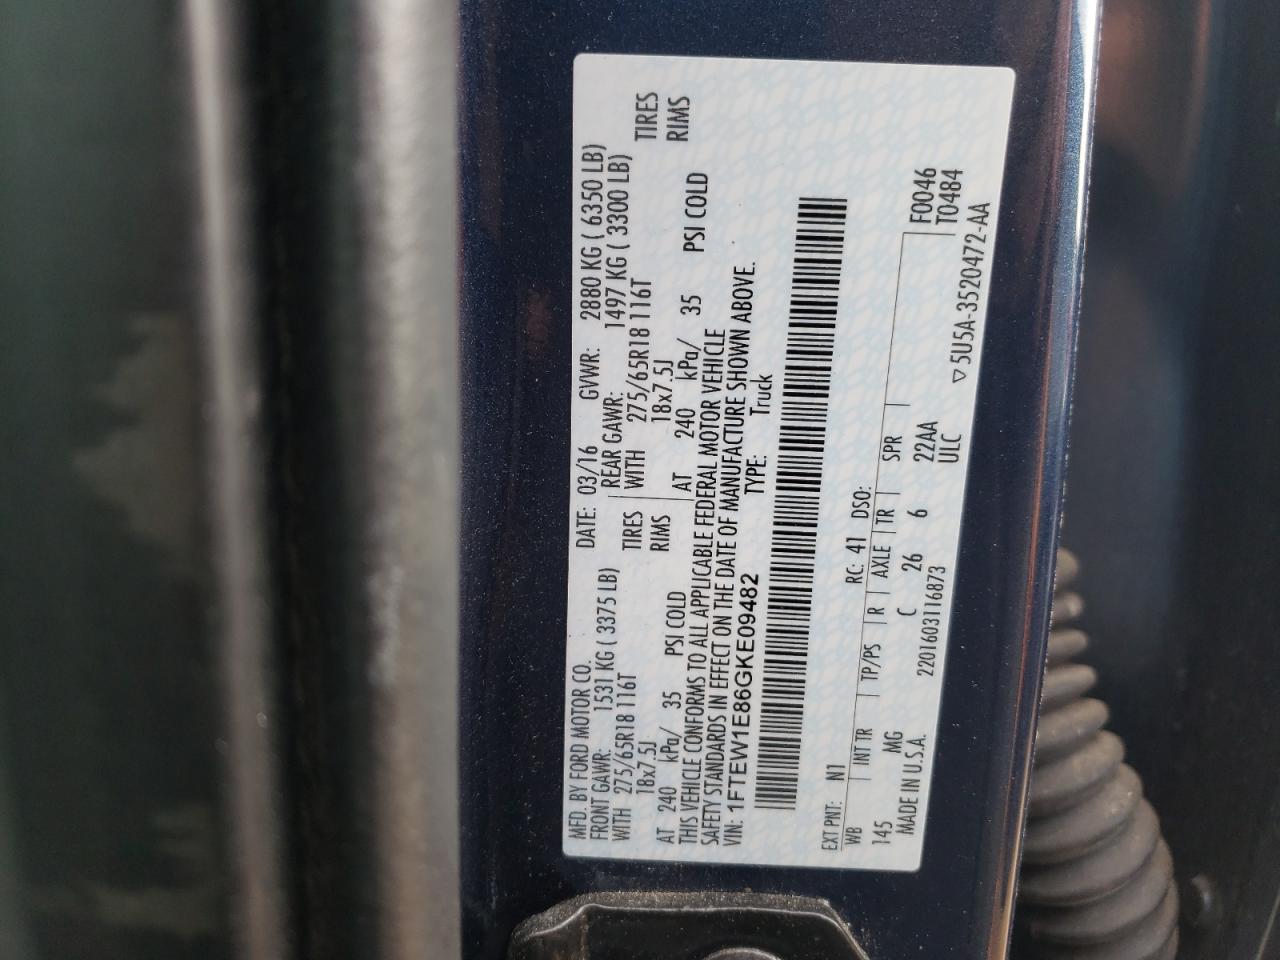 MFD. BY FORD MOTOR CO. DATE: 03/16 GVWR: 2880 KG ( 6350 LB)
FRONT GAWR: 1531 KG ( 3375 LB) REAR GAWR: 1497 KG ( 3300 LB)
WITH 275/65R18 116T TIRES WITH 275/65R18 116T TIRES
18x7.5J RIMS 18x7.5J RIMS
AT 240 kPa/ 35 PSI COLD AT 240 kPa/ 35 PSI COLD
THIS VEHICLE CONFORMS TO ALL APPLICABLE FEDERAL MOTOR VEHICLE
SAFETY STANDARDS IN EFFECT ON THE DATE OF MANUFACTURE SHOWN ABOVE.
VIN: 1FTEW1E86GKE09482 TYPE: Truck
EXT PNT: N1 RC: 41 DSO:
WB INT TR TP/PS R AXLE TR SPR F0046
145 MG C 26 6 22AA T0484
MADE IN U.S.A. 2201603116873 ULC ▽5U5A-3520472-AA